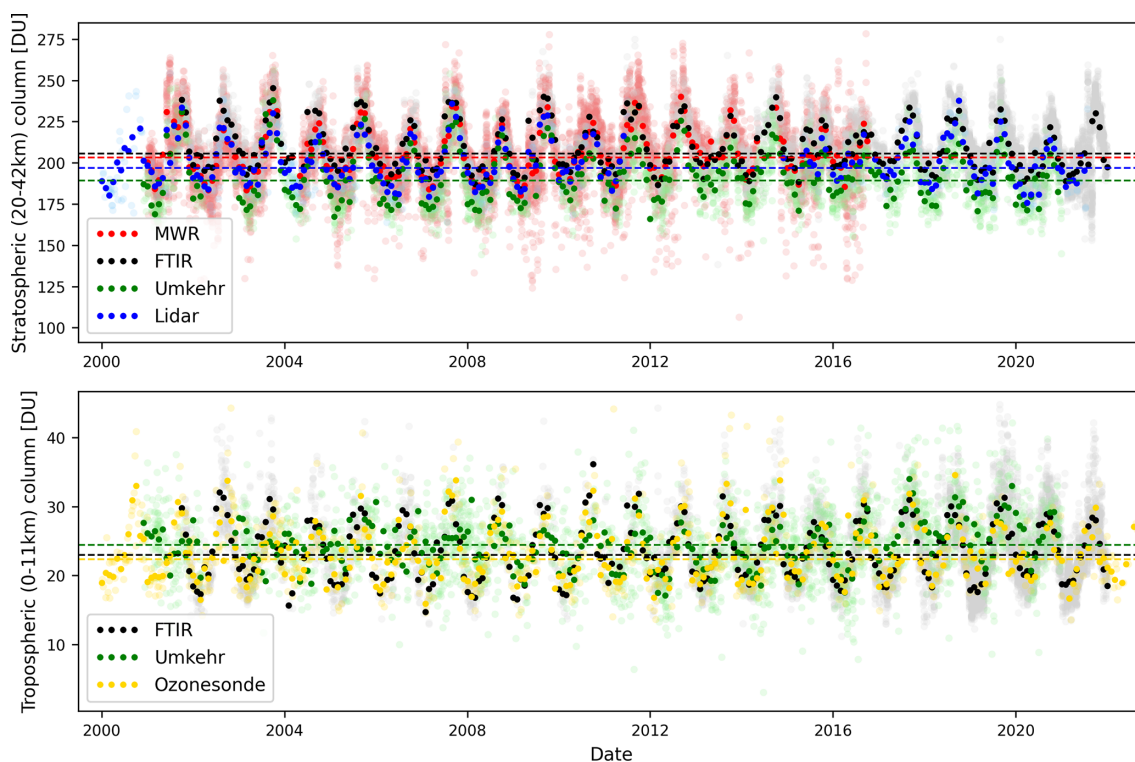 Stratospheric (20–42km) column [DU]
275
250
225
200
175
150
125
100
MWR
FTIR
Umkehr
Lidar
2000 2004 2008 2012 2016 2020
Tropospheric (0-11km) column [DU]
40
30
20
10
FTIR
Umkehr
Ozonesonde
2000 2004 2008 2012 2016 2020
Date